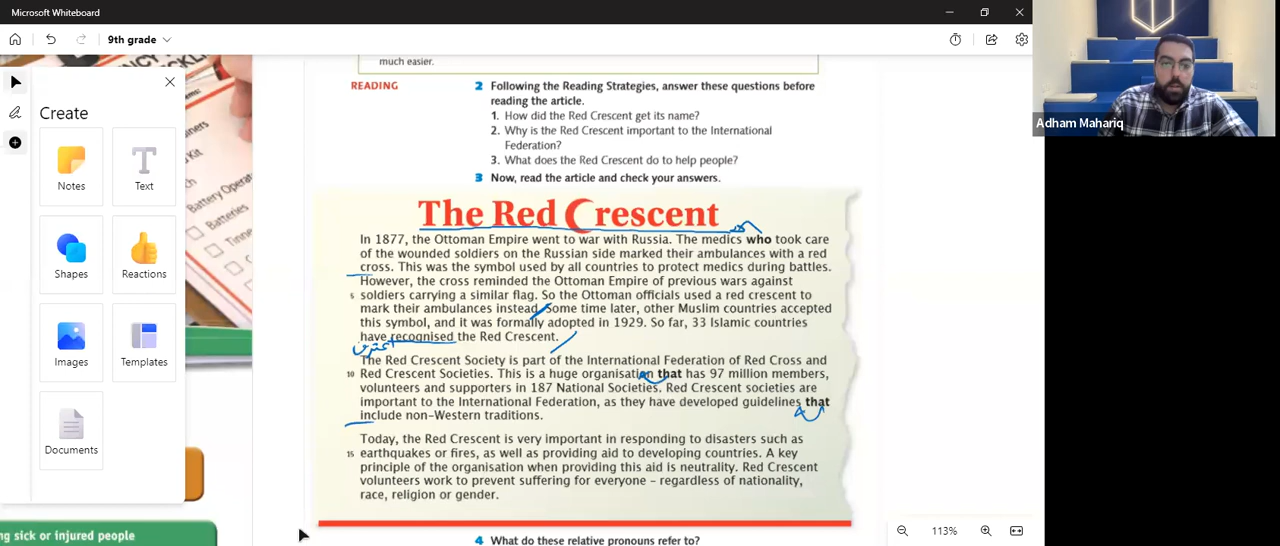 Microsoft Whiteboard
9th grade
much easier.
Create
Notes
Text
Shapes
Reactions
Images
Templates
Documents
Kit
Battery Operat
Batteries
ng sick or injured people
READING
2 Following the Reading Strategies, answer these questions before
reading the article.
1. How did the Red Crescent get its name?
2. Why is the Red Crescent important to the International
Federation?
3. What does the Red Crescent do to help people?
3 Now, read the article and check your answers.
The Red Crescent
In 1877, the Ottoman Empire went to war with Russia. The medics who took care
of the wounded soldiers on the Russian side marked their ambulances with a red
cross. This was the symbol used by all countries to protect medics during battles.
However, the cross reminded the Ottoman Empire of previous wars against
5 soldiers carrying a similar flag. So the Ottoman officials used a red crescent to
mark their ambulances instead. Some time later, other Muslim countries accepted
this symbol, and it was formally adopted in 1929. So far, 33 Islamic countries
have recognised the Red Crescent.
The Red Crescent Society is part of the International Federation of Red Cross and
10 Red Crescent Societies. This is a huge organisation that has 97 million members,
volunteers and supporters in 187 National Societies. Red Crescent societies are
important to the International Federation, as they have developed guidelines that
include non-Western traditions.
Today, the Red Crescent is very important in responding to disasters such as
15 earthquakes or fires, as well as providing aid to developing countries. A key
principle of the organisation when providing this aid is neutrality. Red Crescent
volunteers work to prevent suffering for everyone – regardless of nationality,
race, religion or gender.
4 What do these relative pronouns refer to?
113%
Adham Mahariq